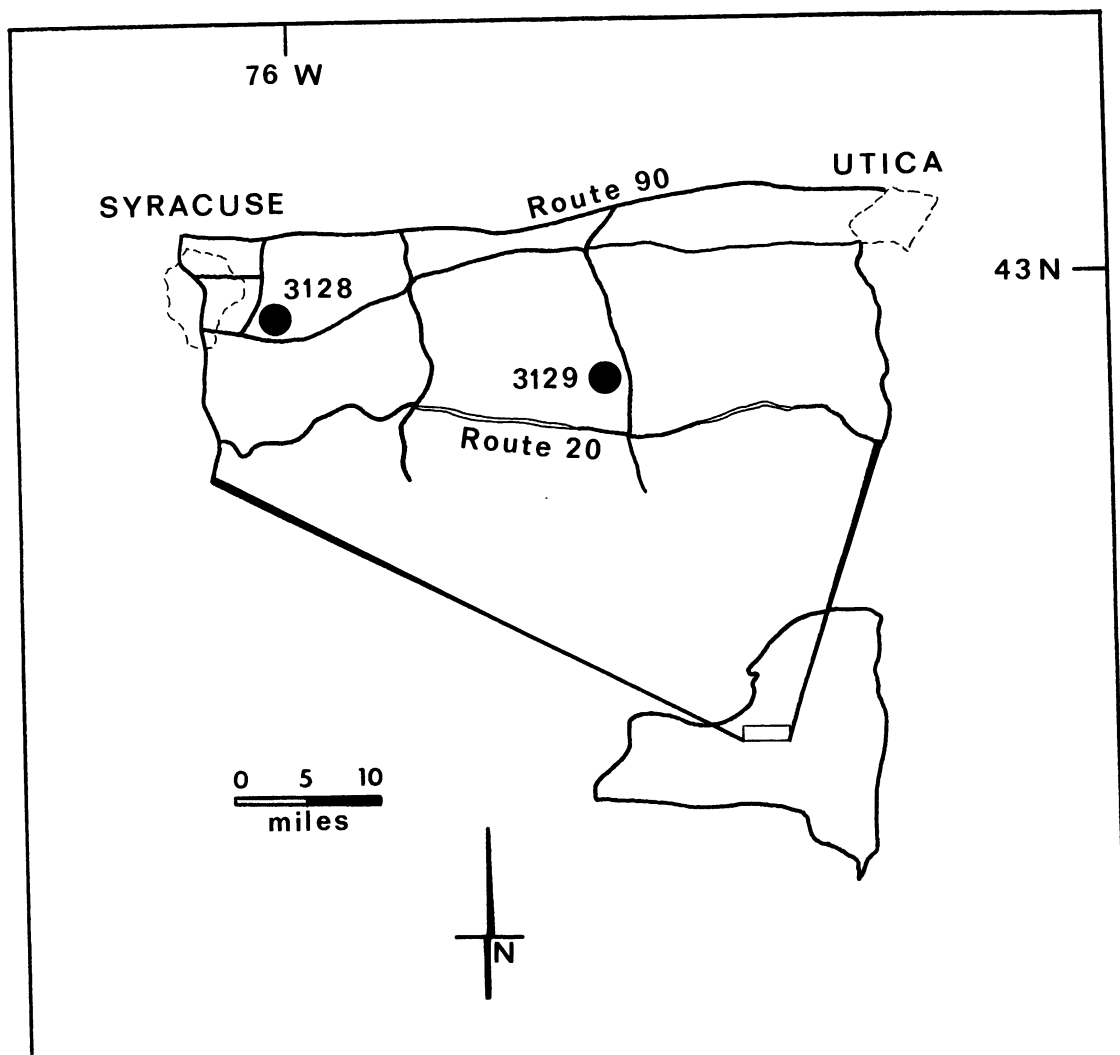 76 W
UTICA
Route 90
SYRACUSE
43 N
3128
3129
Route 20
0 5 10
miles
N